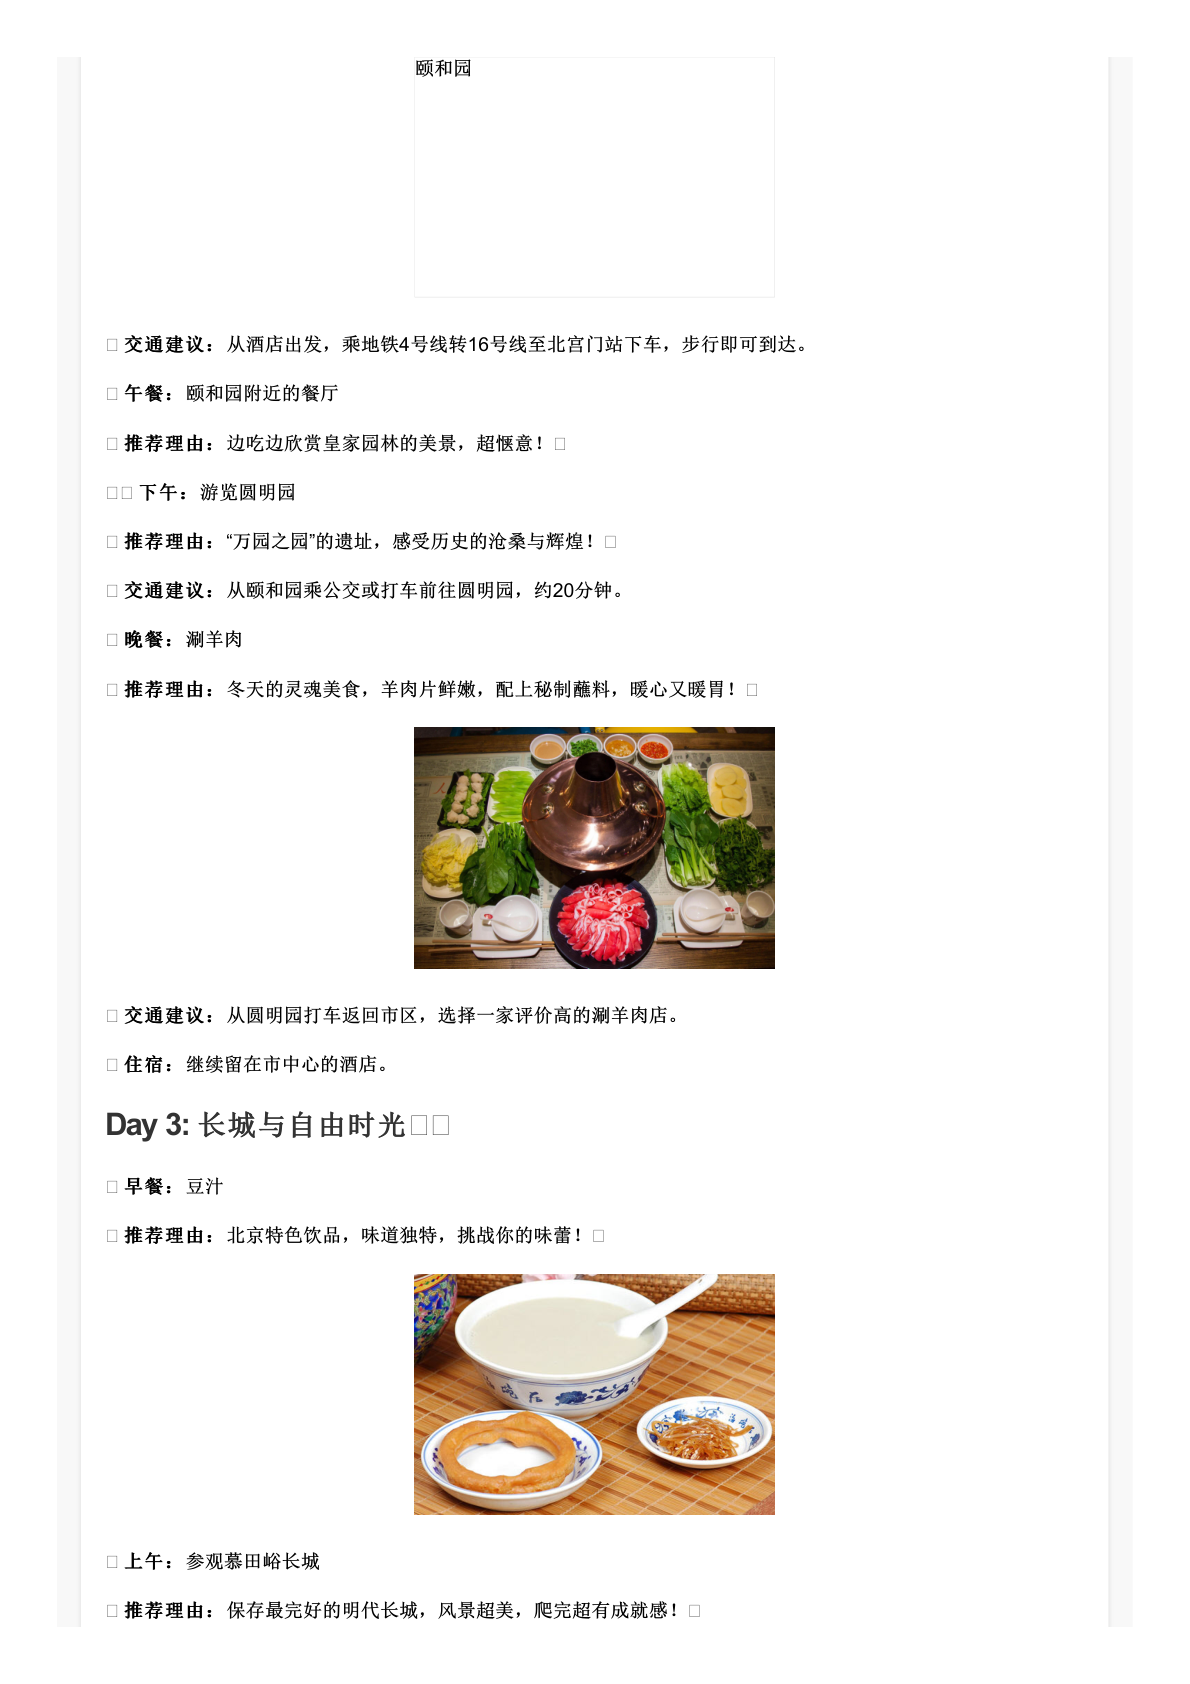 颐和园
交通建议：从酒店出发，乘地铁4号线转16号线至北宫门站下车，步行即可到达。
午餐：颐和园附近的餐厅
推荐理由：边吃边欣赏皇家园林的美景，超惬意！
下午：游览圆明园
推荐理由：“万园之园”的遗址，感受历史的沧桑与辉煌！
交通建议：从颐和园乘公交或打车前往圆明园，约20分钟。
晚餐：涮羊肉
推荐理由：冬天的灵魂美食，羊肉片鲜嫩，配上秘制蘸料，暖心又暖胃！
交通建议：从圆明园打车返回市区，选择一家评价高的涮羊肉店。
住宿：继续留在市中心的酒店。
Day 3: 长城与自由时光
早餐：豆汁
推荐理由：北京特色饮品，味道独特，挑战你的味蕾！
上午：参观慕田峪长城
推荐理由：保存最完好的明代长城，风景超美，爬完超有成就感！